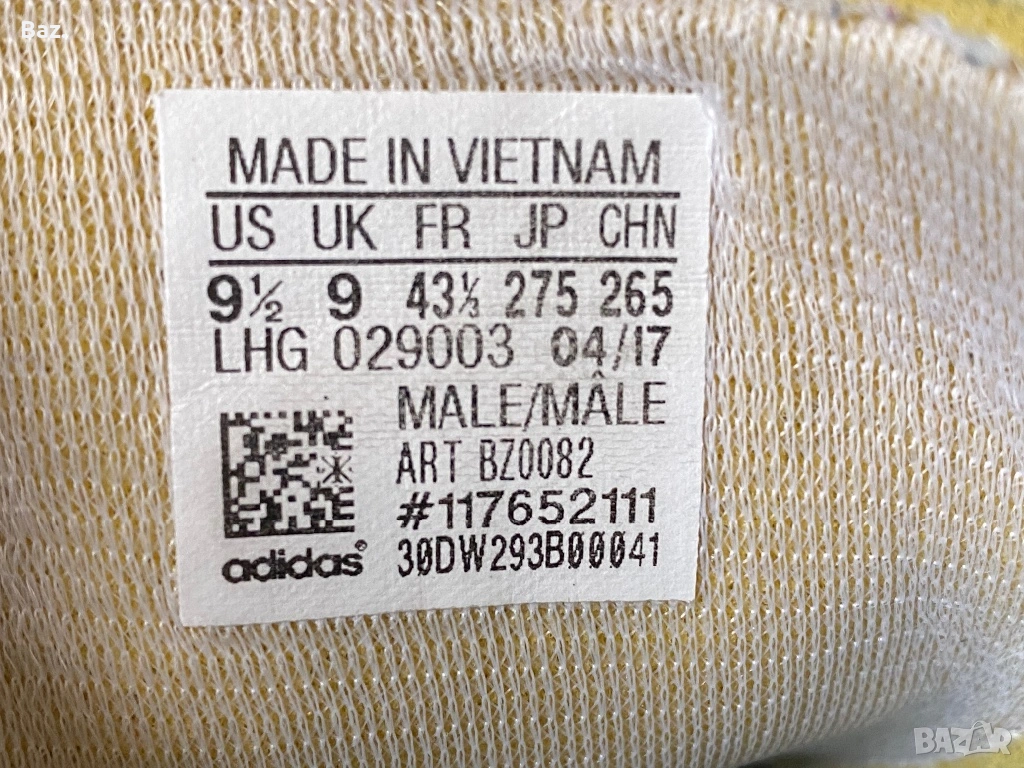 Baz.
MADE IN VIETNAM
US UK FR JP CHN
9½ 9 43⅓ 275 265
LHG 029003 04/17
MALE/MÂLE
ART BZ0082
#117652111
adidas®
30DW293B00041
BAZAR